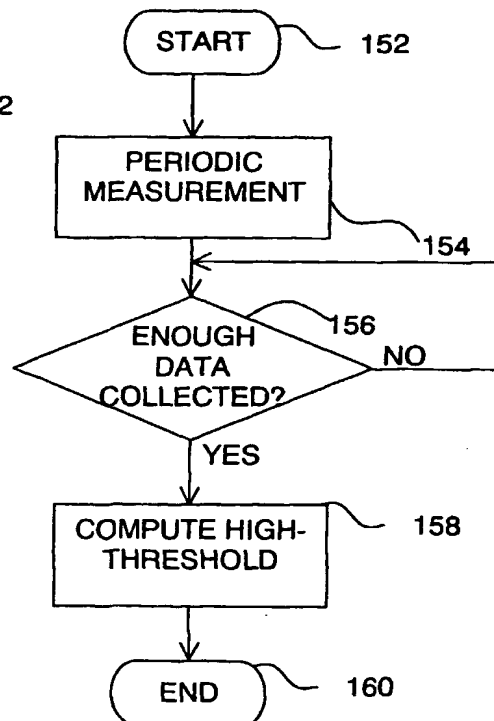 START
152
2
PERIODIC
MEASUREMENT
154
156
ENOUGH
DATA
COLLECTED?
NO
YES
COMPUTE HIGH-
THRESHOLD
158
END
160